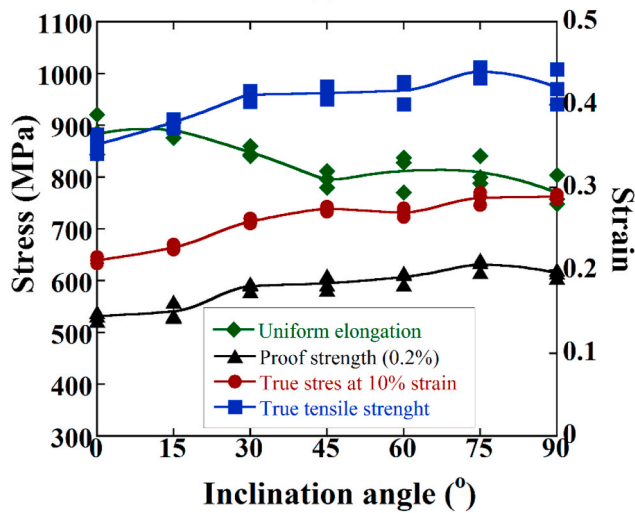 1100
1000
900
800
700
600
500
400
300
Stress (MPa)
0.5
0.4
0.3
0.2
0.1
0
Strain
Uniform elongation
Proof strength (0.2%)
True stres at 10% strain
True tensile strenght
0 15 30 45 60 75 90
Inclination angle (o)